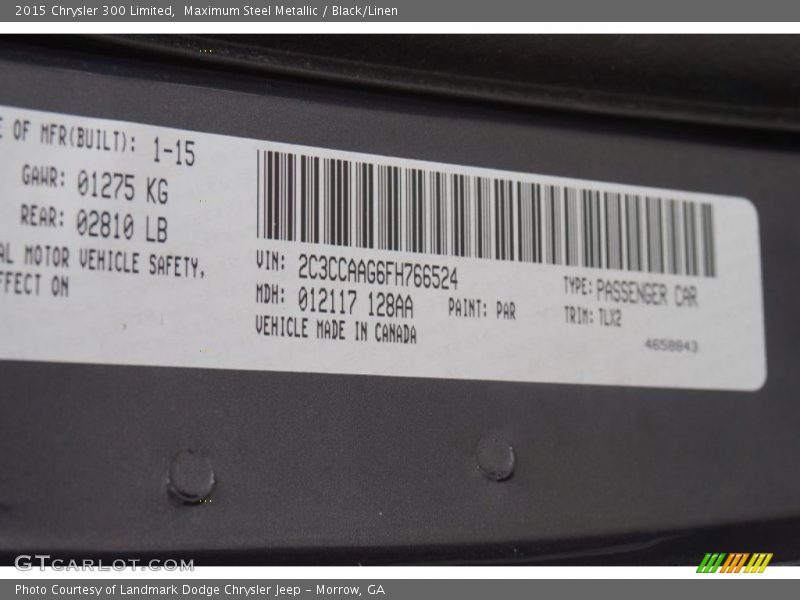 2015 Chrysler 300 Limited, Maximum Steel Metallic / Black/Linen
E OF MFR(BUILT): 1-15
GAWR: 01275 KG
REAR: 02810 LB
AL MOTOR VEHICLE SAFETY,
FFECT ON
VIN: 2C3CCAAG6FH766524
MDH: 012117 128AA PAINT: PAR
VEHICLE MADE IN CANADA
TYPE: PASSENGER CAR
TRIM: TLX2
4658843
GTCARLOT.COM
Photo Courtesy of Landmark Dodge Chrysler Jeep – Morrow, GA